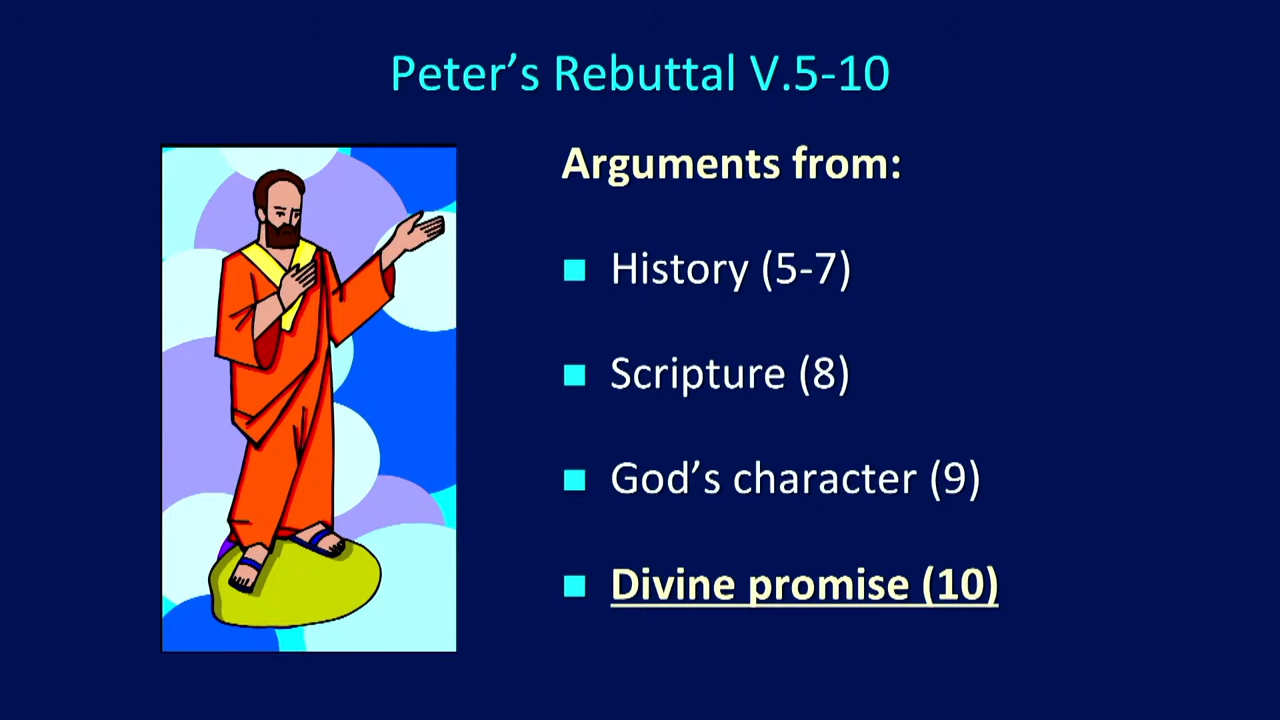 Peter’s Rebuttal V.5-10
Arguments from:
History (5-7)
Scripture (8)
God’s character (9)
Divine promise (10)